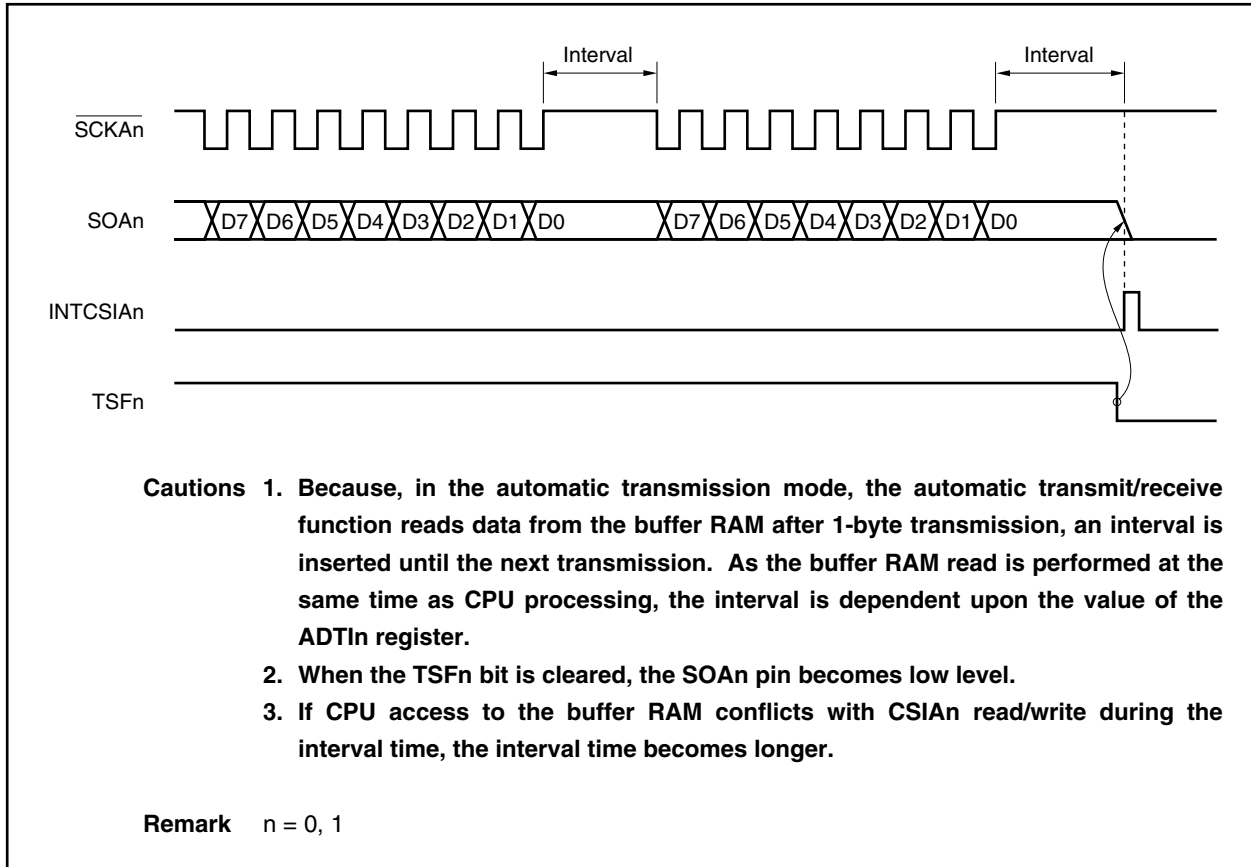 Interval Interval
SCKAn
SOAn D7 D6 D5 D4 D3 D2 D1 D0 D7 D6 D5 D4 D3 D2 D1 D0
INTCSIAn
TSFn
Cautions 1. Because, in the automatic transmission mode, the automatic transmit/receive
function reads data from the buffer RAM after 1-byte transmission, an interval is
inserted until the next transmission. As the buffer RAM read is performed at the
same time as CPU processing, the interval is dependent upon the value of the
ADTIn register.
2. When the TSFn bit is cleared, the SOAn pin becomes low level.
3. If CPU access to the buffer RAM conflicts with CSIAn read/write during the
interval time, the interval time becomes longer.
Remark n = 0, 1